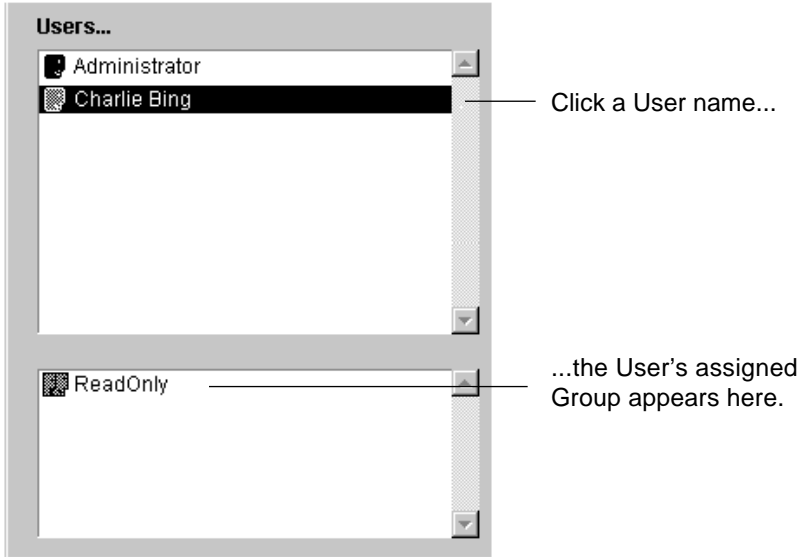 Users...
Administrator
Charlie Bing
Click a User name...
ReadOnly
...the User’s assigned
Group appears here.